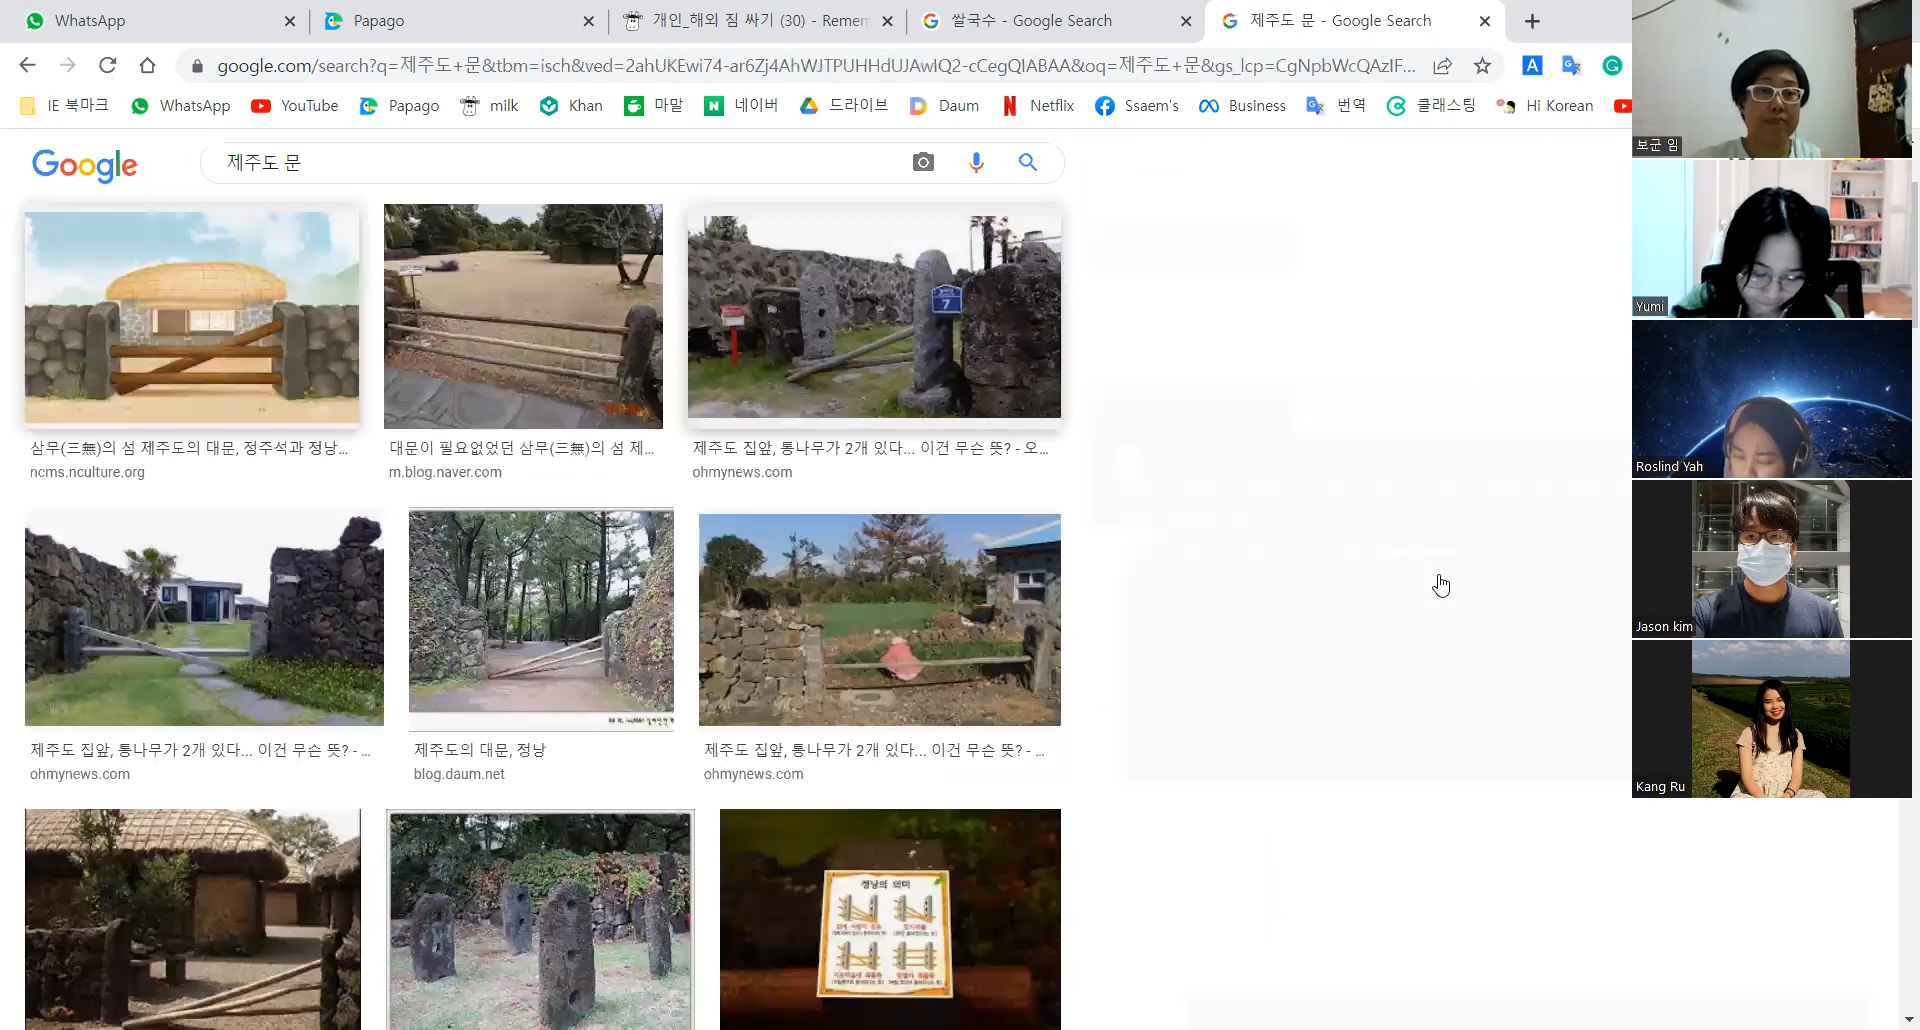 WhatsApp
Papago
개인_해외 짐 싸기 (30) - Remem
쌀국수 - Google Search
제주도 문 - Google Search
google.com/search?q=제주도+문&tbm=isch&ved=2ahUKEwi74-ar6Zj4AhWJTPUHHdUJAwIQ2-cCegQIABAA&oq=제주도+문&gs_lcp=CgNpbWcQAzIF...
IE 북마크
WhatsApp
YouTube
Papago
milk
Khan
마말
네이버
드라이브
Daum
Netflix
Ssaem's
Business
번역
클래스팅
Hi Korean
Google
제주도 문
7
삼무(三無)의 섬 제주도의 대문, 정주석과 정낭...
ncms.nculture.org
대문이 필요없었던 삼무(三無)의 섬 제...
m.blog.naver.com
제주도 집앞, 통나무가 2개 있다... 이건 무슨 뜻? - 오...
ohmynews.com
제주도 집앞, 통나무가 2개 있다... 이건 무슨 뜻? - ...
ohmynews.com
제주도의 대문, 정낭
blog.daum.net
제주도 집앞, 통나무가 2개 있다... 이건 무슨 뜻? - ...
ohmynews.com
정낭의 의미
보군 임
Yumi
Roslind Yah
Jason kim
Kang Ru